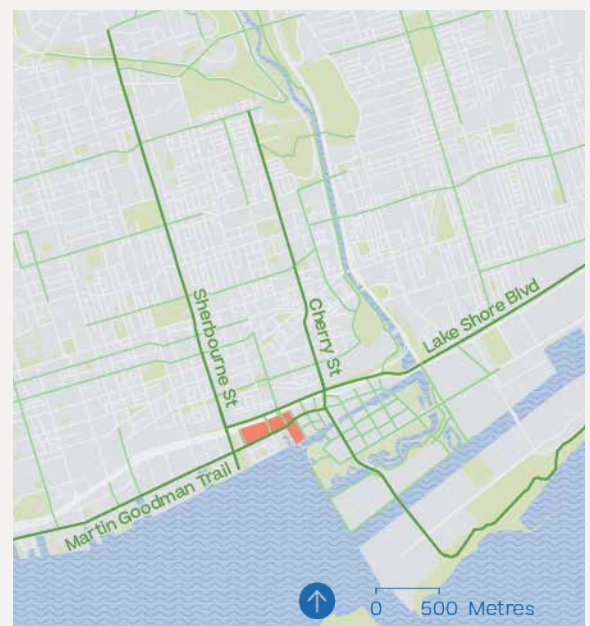 Sherbourne St
Cherry St
Lake Shore Blvd
Martin Goodman Trail
0 500 Metres